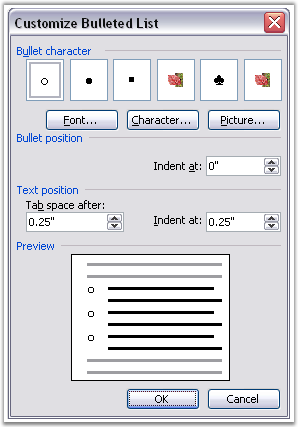 Customize Bulleted List
Bullet character
Font... Character... Picture...
Bullet position
Indent at: 0"
Text position
Tab space after:
0.25" Indent at: 0.25"
Preview
OK Cancel